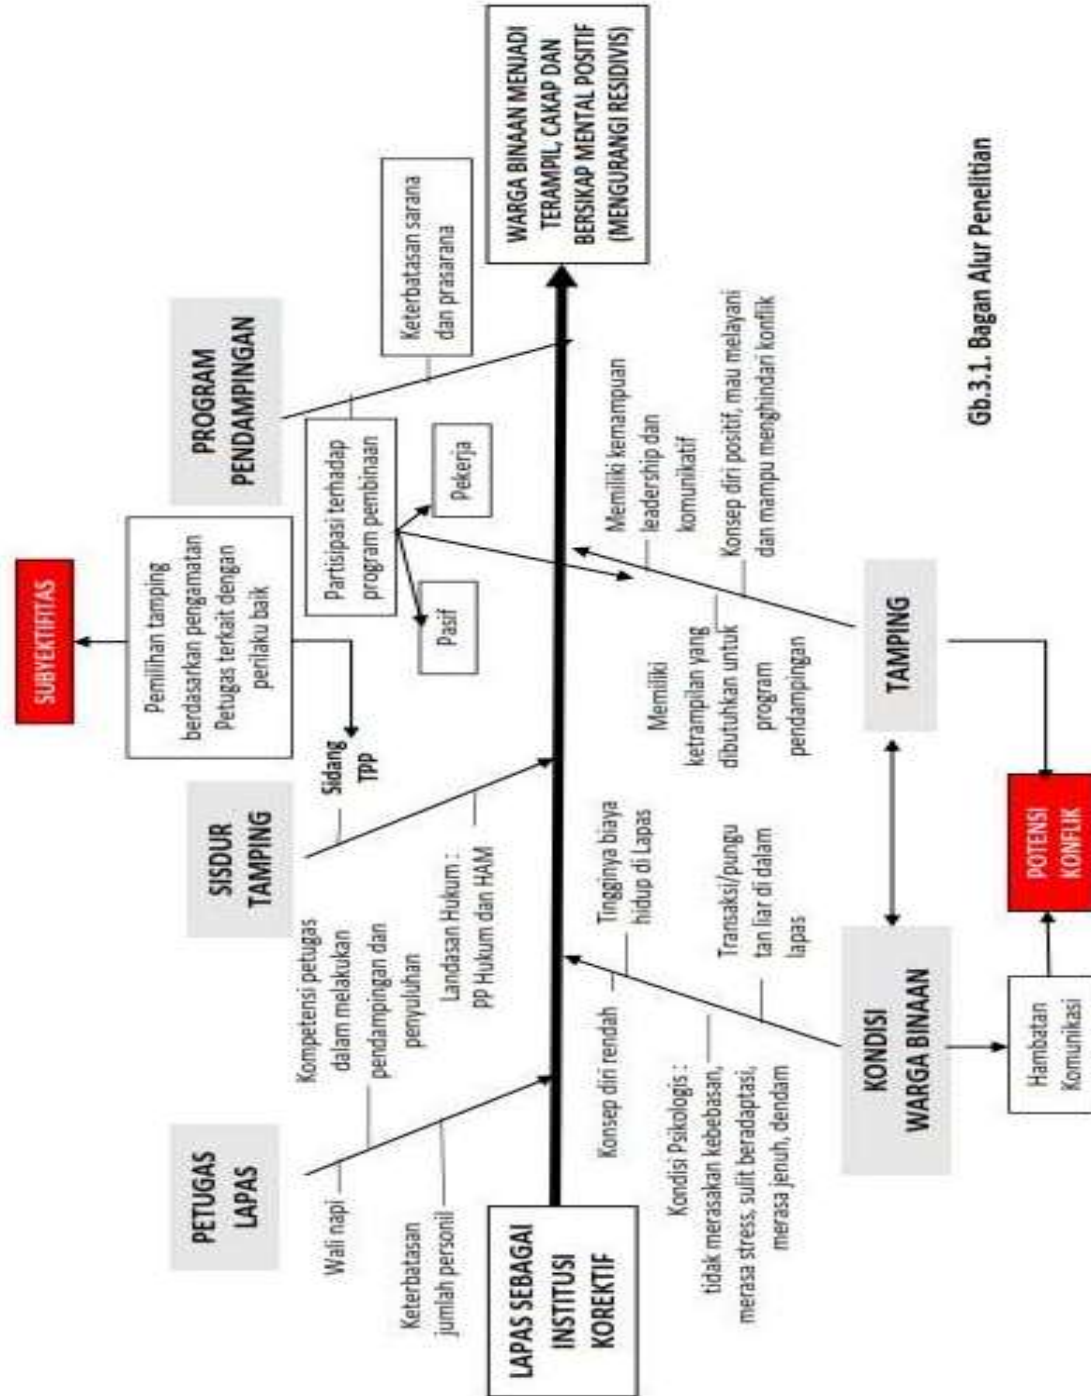 SUBYEKTIFITAS
Pemilihan tamping
berdasarkan pengamatan
Petugas terkait dengan
perilaku baik
PETUGAS
LAPAS
SISDUR
TAMPING
PROGRAM
PENDAMPINGAN
Wali napi
Kompetensi petugas
dalam melakukan
pendampingan dan
penyuluhan
Keterbatasan
jumlah personil
Sidang
TPP
Landasan Hukum :
PP Hukum dan HAM
Partisipasi terhadap
program pembinaan
Pasif
Pekerja
Keterbatasan sarana
dan prasarana
LAPAS SEBAGAI
INSTITUSI
KOREKTIF
WARGA BINAAN MENJADI
TERAMPIL, CAKAP DAN
BERSIKAP MENTAL POSITIF
(MENGURANGI RESIDIVIS)
Konsep diri rendah
Tingginya biaya
hidup di Lapas
Kondisi Psikologis :
tidak merasakan kebebasan,
merasa stress, sulit beradaptasi,
merasa jenuh, dendam
Transaksi/pungu
tan liar di dalam
lapas
Memiliki
ketrampilan yang
dibutuhkan untuk
program
pendampingan
Memiliki kemampuan
leadership dan
komunikatif
Konsep diri positif, mau melayani
dan mampu menghindari konflik
KONDISI
WARGA BINAAN
TAMPING
Hambatan
Komunikasi
POTENSI
KONFLIK
Gb.3.1. Bagan Alur Penelitian